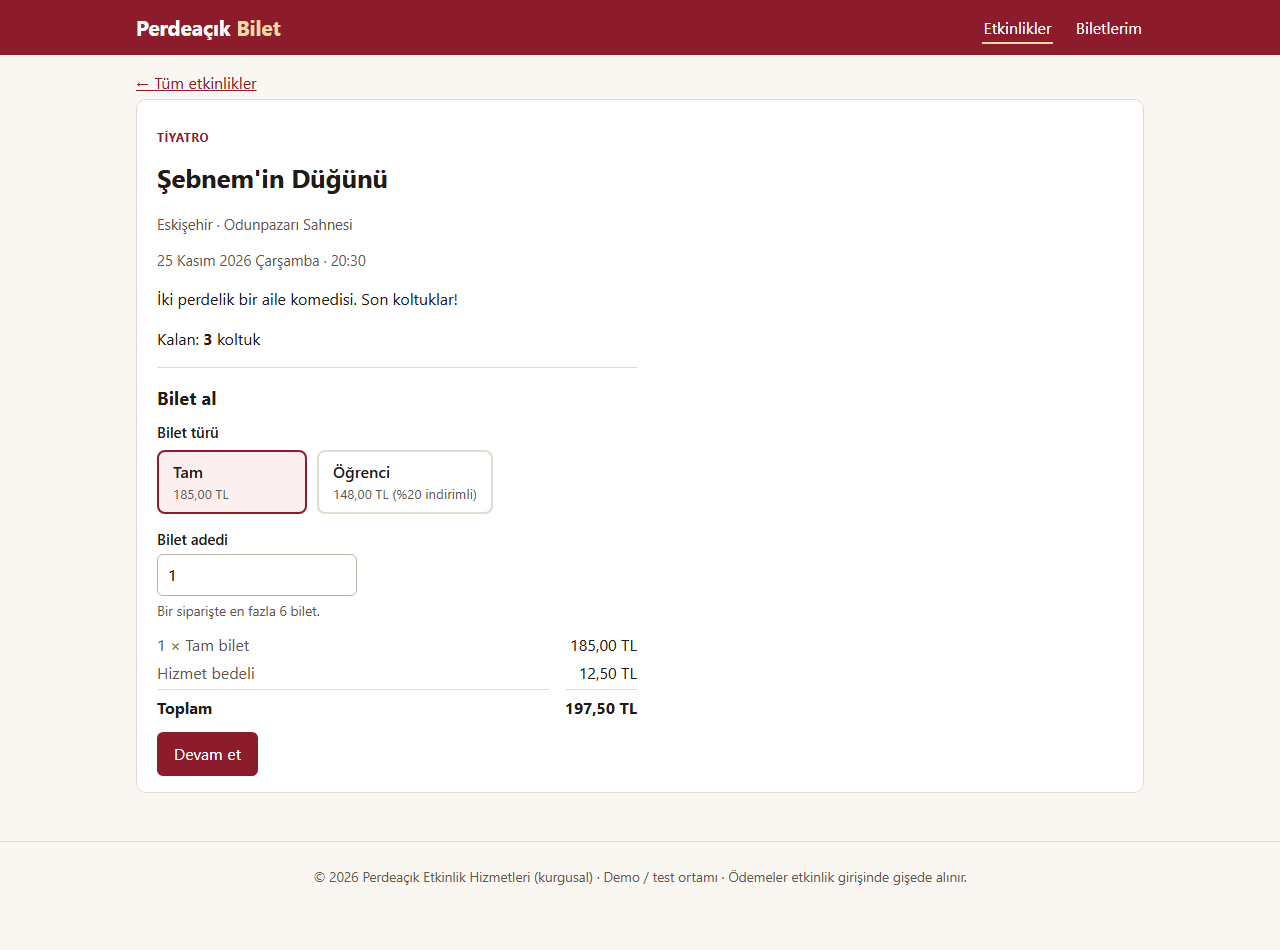 Perdeaçık Bilet
Etkinlikler
Biletlerim
← Tüm etkinlikler
TİYATRO
Şebnem'in Düğünü
Eskişehir · Odunpazarı Sahnesi
25 Kasım 2026 Çarşamba · 20:30
İki perdelik bir aile komedisi. Son koltuklar!
Kalan: 3 koltuk
Bilet al
Bilet türü
Tam
185,00 TL
Öğrenci
148,00 TL (%20 indirimli)
Bilet adedi
1
Bir siparişte en fazla 6 bilet.
1 × Tam bilet 185,00 TL
Hizmet bedeli 12,50 TL
Toplam 197,50 TL
Devam et
© 2026 Perdeaçık Etkinlik Hizmetleri (kurgusal) · Demo / test ortamı · Ödemeler etkinlik girişinde gişede alınır.